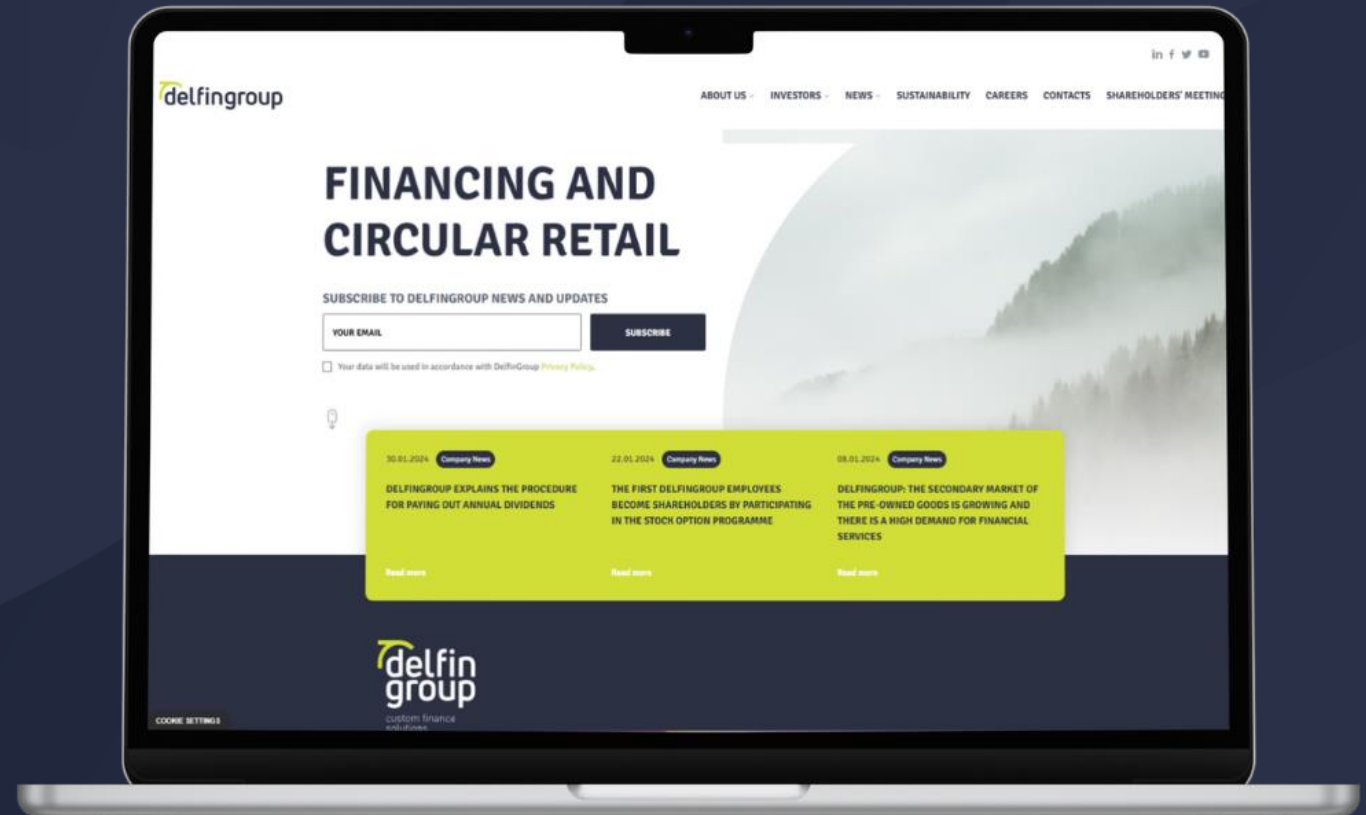 in f
delfingroup
ABOUT US INVESTORS NEWS SUSTAINABILITY CAREERS CONTACTS SHAREHOLDERS' MEETING
FINANCING AND
CIRCULAR RETAIL
SUBSCRIBE TO DELFINGROUP NEWS AND UPDATES
YOUR EMAIL
SUBSCRIBE
Your data will be used in accordance with DelfinGroup Privacy Policy.
30.01.2024 Company News
DELFINGROUP EXPLAINS THE PROCEDURE
FOR PAYING OUT ANNUAL DIVIDENDS
Read more
22.01.2024 Company News
THE FIRST DELFINGROUP EMPLOYEES
BECOME SHAREHOLDERS BY PARTICIPATING
IN THE STOCK OPTION PROGRAMME
Read more
08.01.2024 Company News
DELFINGROUP: THE SECONDARY MARKET OF
THE PRE-OWNED GOODS IS GROWING AND
THERE IS A HIGH DEMAND FOR FINANCIAL
SERVICES
Read more
delfin
group
custom finance
solutions
COOKIE SETTINGS